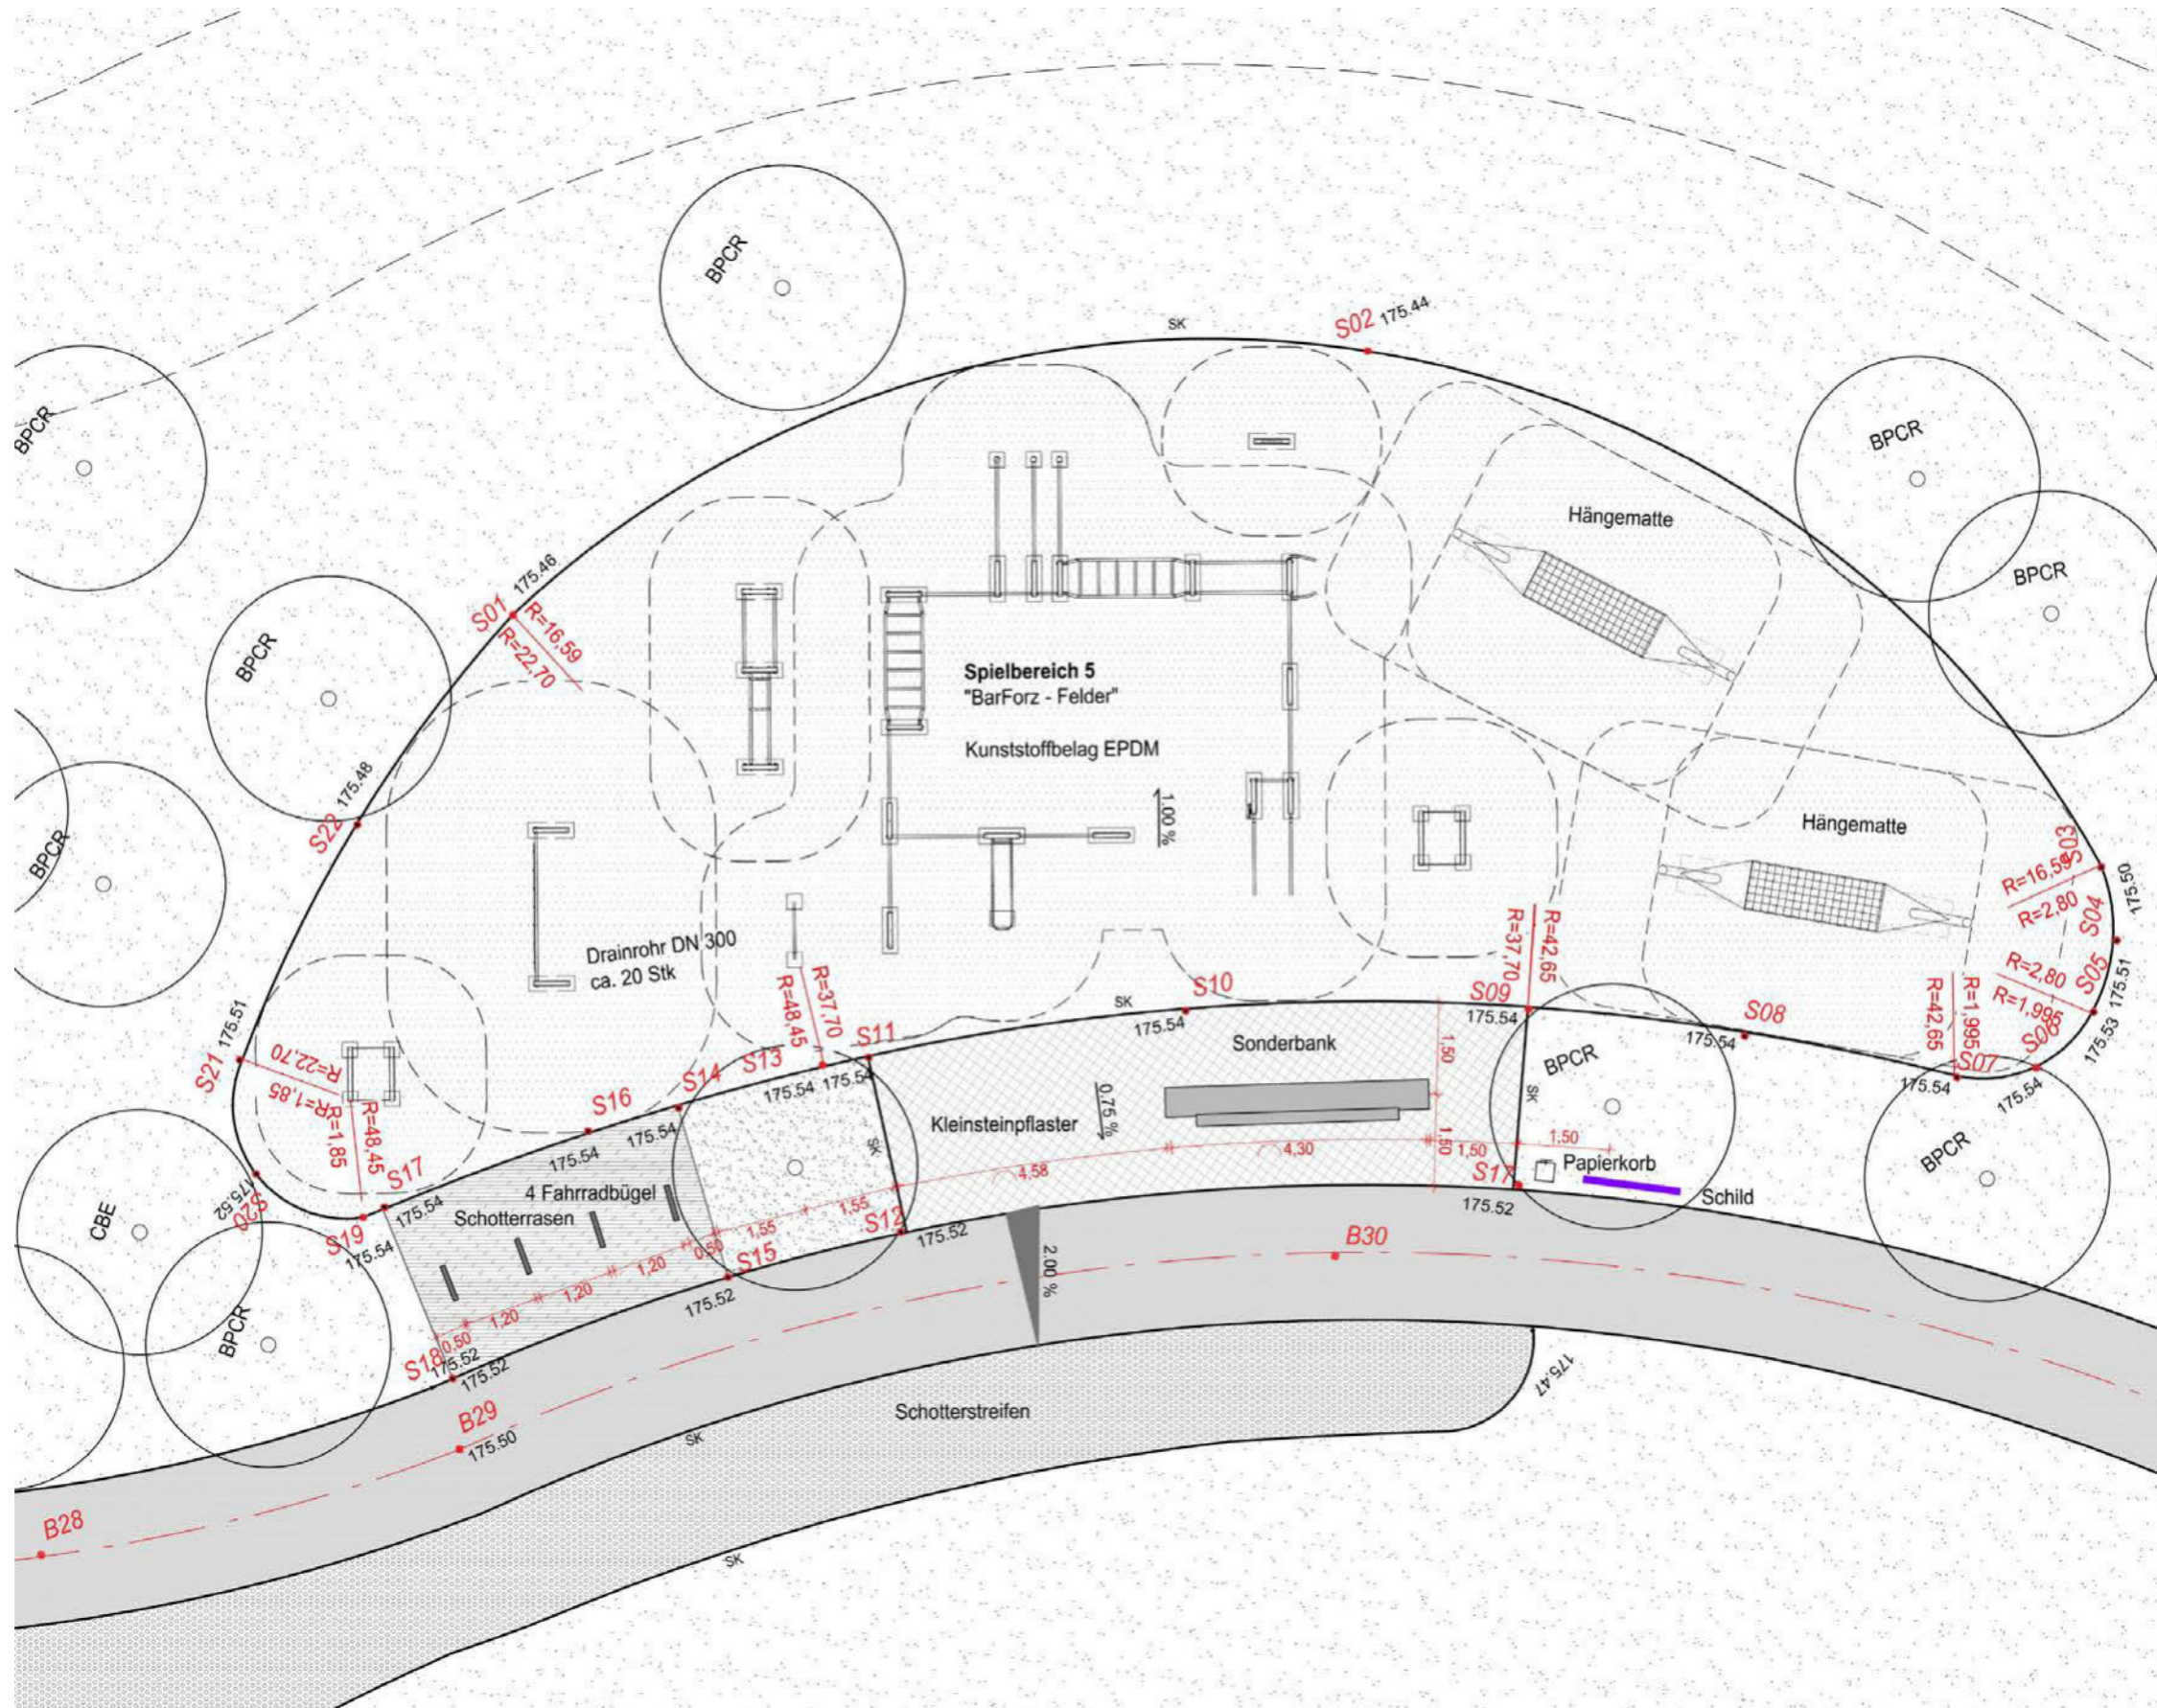 BPCR
SK
S02 175.44
BPCR
BPCR
BPCR
BPCR
Hängematte
175.46
S01
R=16,59
R=22,70
Spielbereich 5
"BarForz - Felder"
Kunststoffbelag EPDM
1.00 %
175.48
S22
BPCR
Hängematte
S03
R=16,59
R=2,80
175.50
S04
R=2,80
R=1,995
S05
175.51
S06
175.53
Drainrohr DN 300
ca. 20 Stk
R=37,70
R=48,45
R=37,70
R=42,65
R=42,65
R=1,995
S10
SK
175.54
S09
175.54
S08
175.54
S07
175.54
175.54
175.51
S21
R=22,70
R=1,85
R=1,85
R=48,45
S11
S13
S14
S16
175.54
175.54
175.54
175.54
S17
175.54
175.52
S20
S19
175.54
Sonderbank
1,50
1,50
BPCR
SK
SK
Kleinsteinpflaster
0.75 %
4,58
4,30
1,50
1,50
S17
175.52
Papierkorb
Schild
BPCR
4 Fahrradbügel
Schotterrasen
1,55
1,55
S12
175.52
0,50
1,20
1,20
1,20
0,50
S15
175.52
CBE
BPCR
S18
175.52
175.52
2.00 %
B30
B29
175.50
Schotterstreifen
SK
175.47
B28
SK